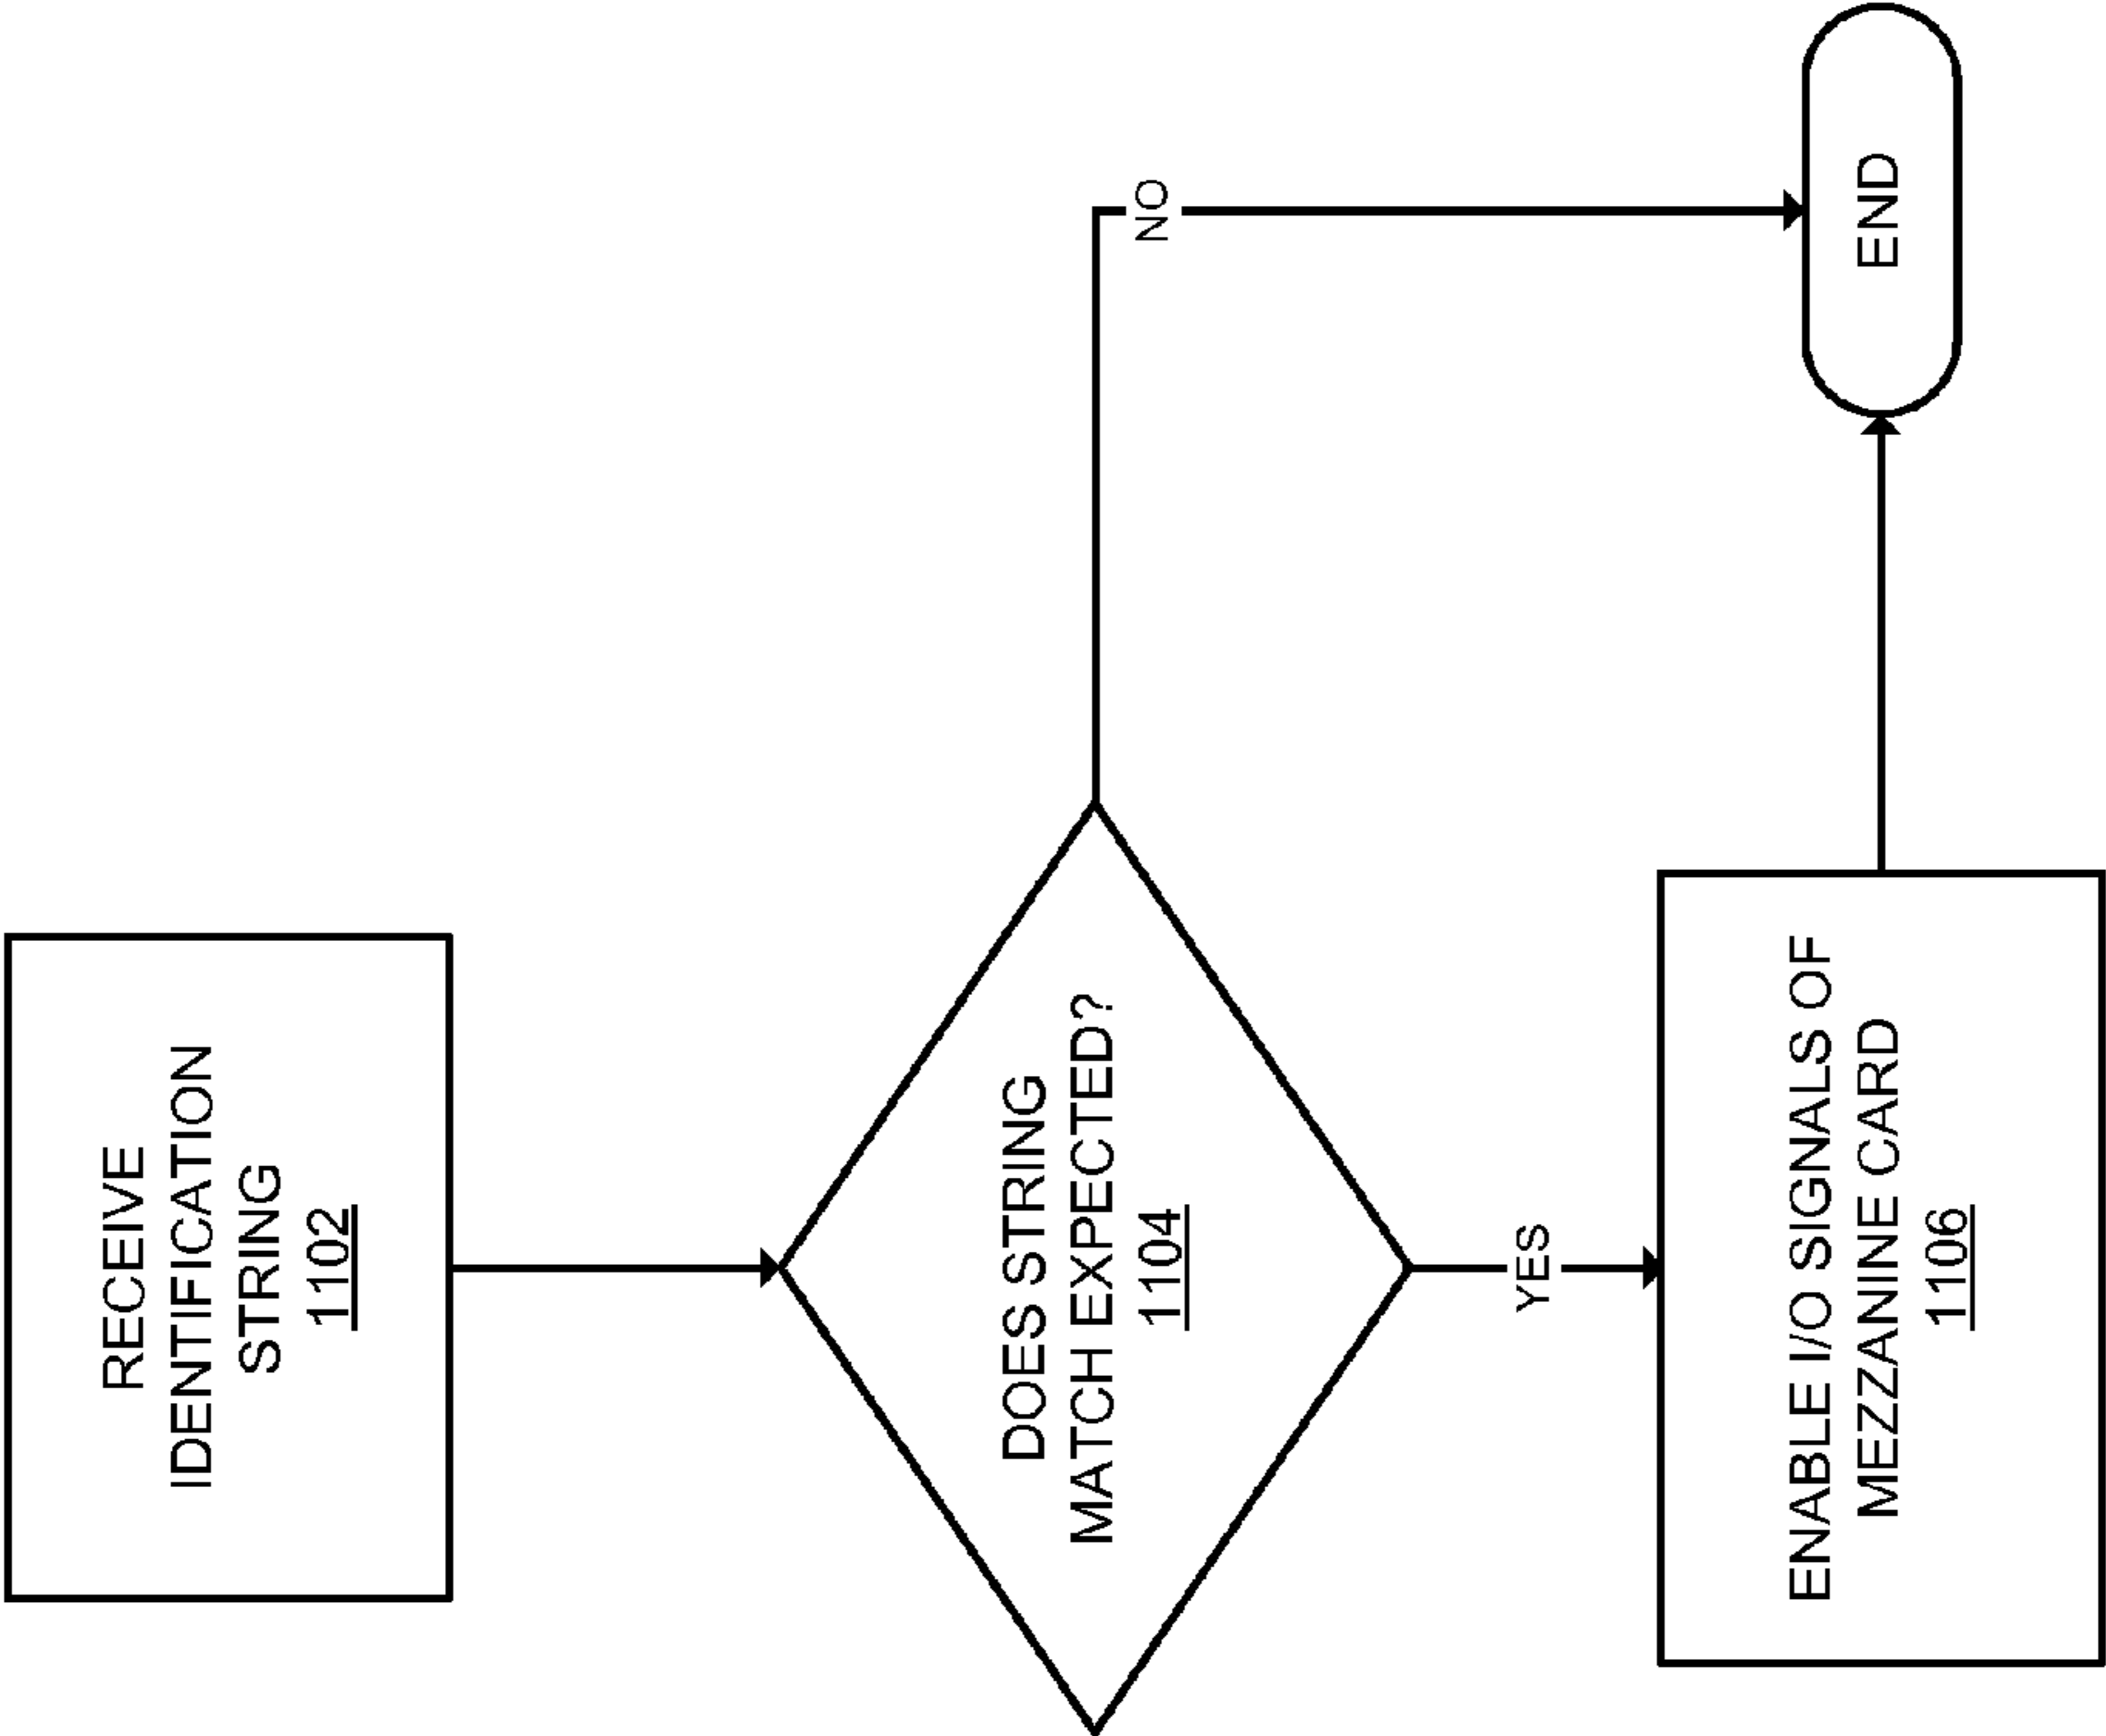 RECEIVE
IDENTIFICATION
STRING
1102
DOES STRING
MATCH EXPECTED?
1104
NO
YES
ENABLE I/O SIGNALS OF
MEZZANINE CARD
1106
END